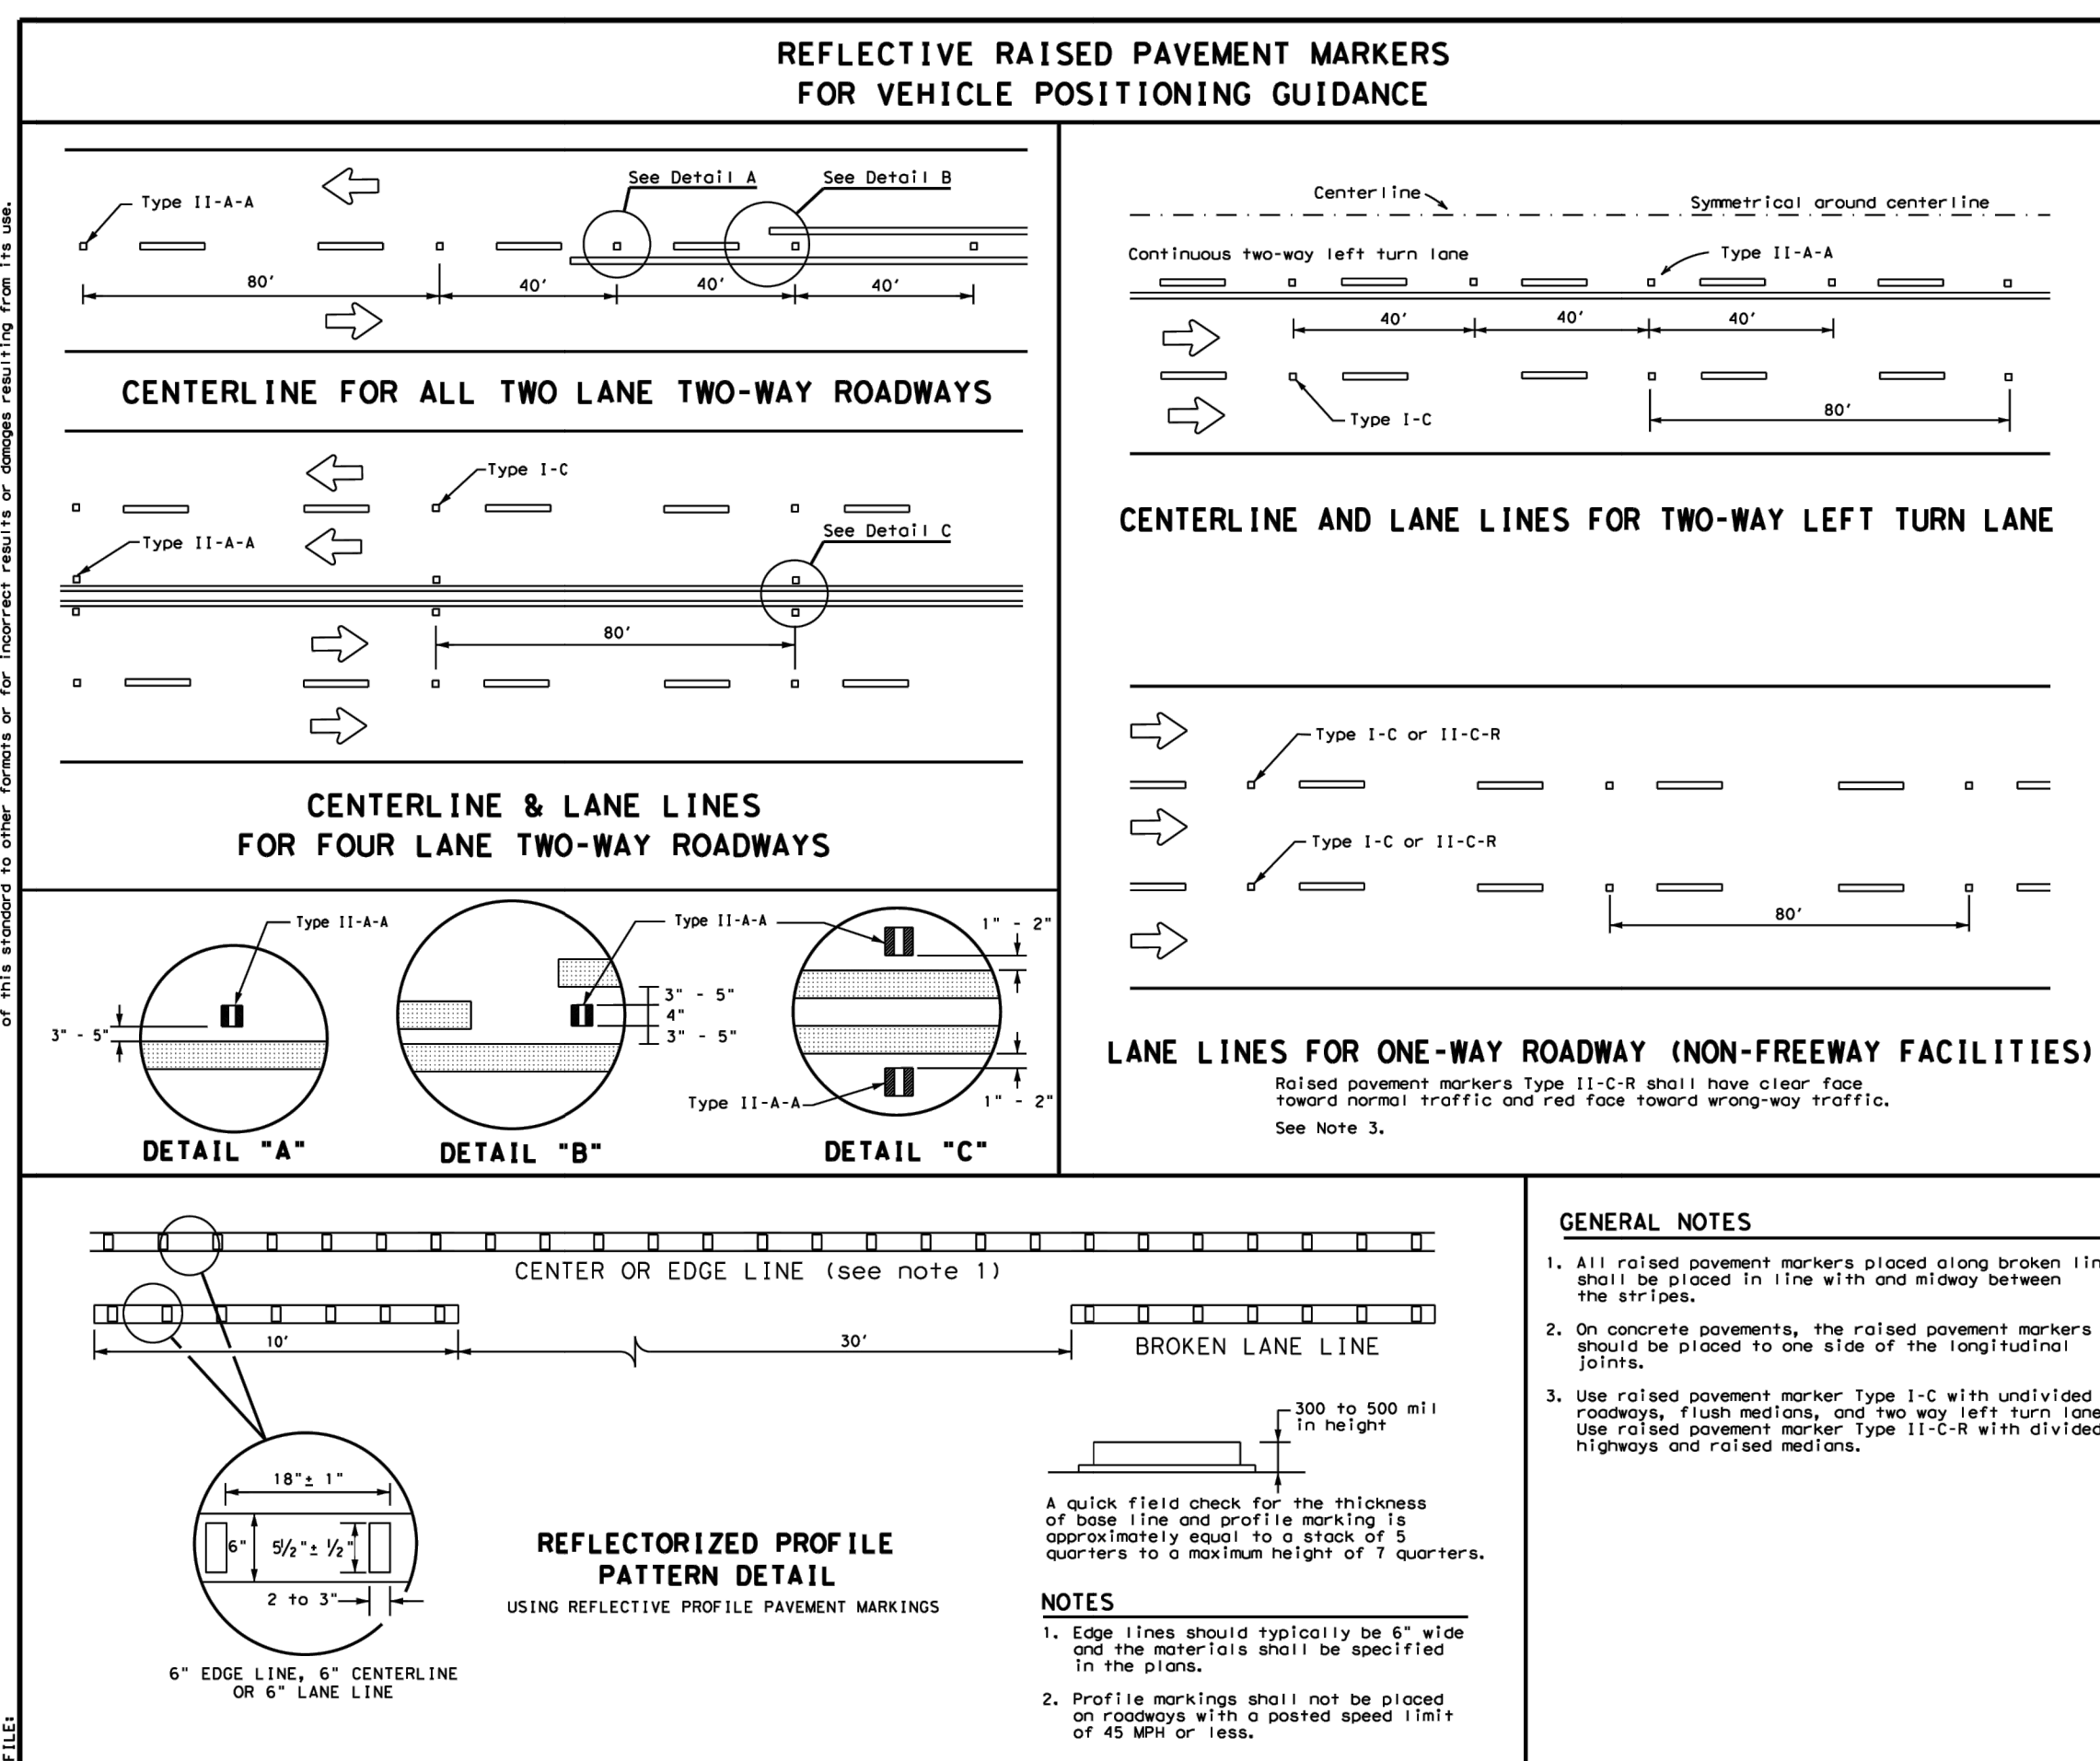 REFLECTIVE RAISED PAVEMENT MARKERS
FOR VEHICLE POSITIONING GUIDANCE
of this standard to other formats or for incorrect results or damages resulting from its use.
FILE:
Type II-A-A
See Detail A
See Detail B
80'
40'
40'
40'
CENTERLINE FOR ALL TWO LANE TWO-WAY ROADWAYS
Type I-C
Type II-A-A
See Detail C
80'
CENTERLINE & LANE LINES
FOR FOUR LANE TWO-WAY ROADWAYS
Centerline
Symmetrical around centerline
Continuous two-way left turn lane
Type II-A-A
40'
40'
40'
80'
Type I-C
CENTERLINE AND LANE LINES FOR TWO-WAY LEFT TURN LANE
Type I-C or II-C-R
Type I-C or II-C-R
80'
LANE LINES FOR ONE-WAY ROADWAY (NON-FREEWAY FACILITIES)
Raised pavement markers Type II-C-R shall have clear face
toward normal traffic and red face toward wrong-way traffic.
See Note 3.
Type II-A-A
3" - 5"
DETAIL "A"
Type II-A-A
3" - 5"
4"
3" - 5"
DETAIL "B"
1" - 2"
Type II-A-A
1" - 2"
DETAIL "C"
CENTER OR EDGE LINE (see note 1)
10'
30'
BROKEN LANE LINE
18"± 1"
6"
5½"± ½"
2 to 3"
6" EDGE LINE, 6" CENTERLINE
OR 6" LANE LINE
REFLECTORIZED PROFILE
PATTERN DETAIL
USING REFLECTIVE PROFILE PAVEMENT MARKINGS
300 to 500 mil
in height
A quick field check for the thickness
of base line and profile marking is
approximately equal to a stack of 5
quarters to a maximum height of 7 quarters.
NOTES
1. Edge lines should typically be 6" wide
and the materials shall be specified
in the plans.
2. Profile markings shall not be placed
on roadways with a posted speed limit
of 45 MPH or less.
GENERAL NOTES
1. All raised pavement markers placed along broken lin
shall be placed in line with and midway between
the stripes.
2. On concrete pavements, the raised pavement markers
should be placed to one side of the longitudinal
joints.
3. Use raised pavement marker Type I-C with undivided
roadways, flush medians, and two way left turn lane
Use raised pavement marker Type II-C-R with divided
highways and raised medians.